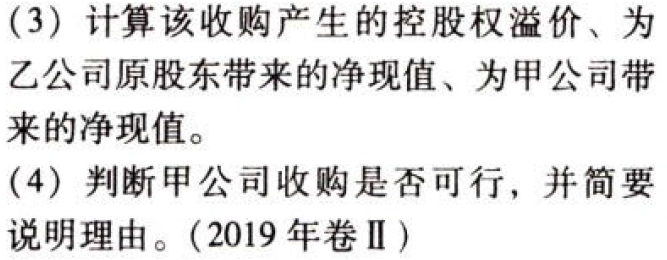 (3) 计算该收购产生的控股权溢价、为
乙公司原股东带来的净现值、为甲公司带
来的净现值。
(4) 判断甲公司收购是否可行，并简要
说明理由。(2019 年卷Ⅱ)